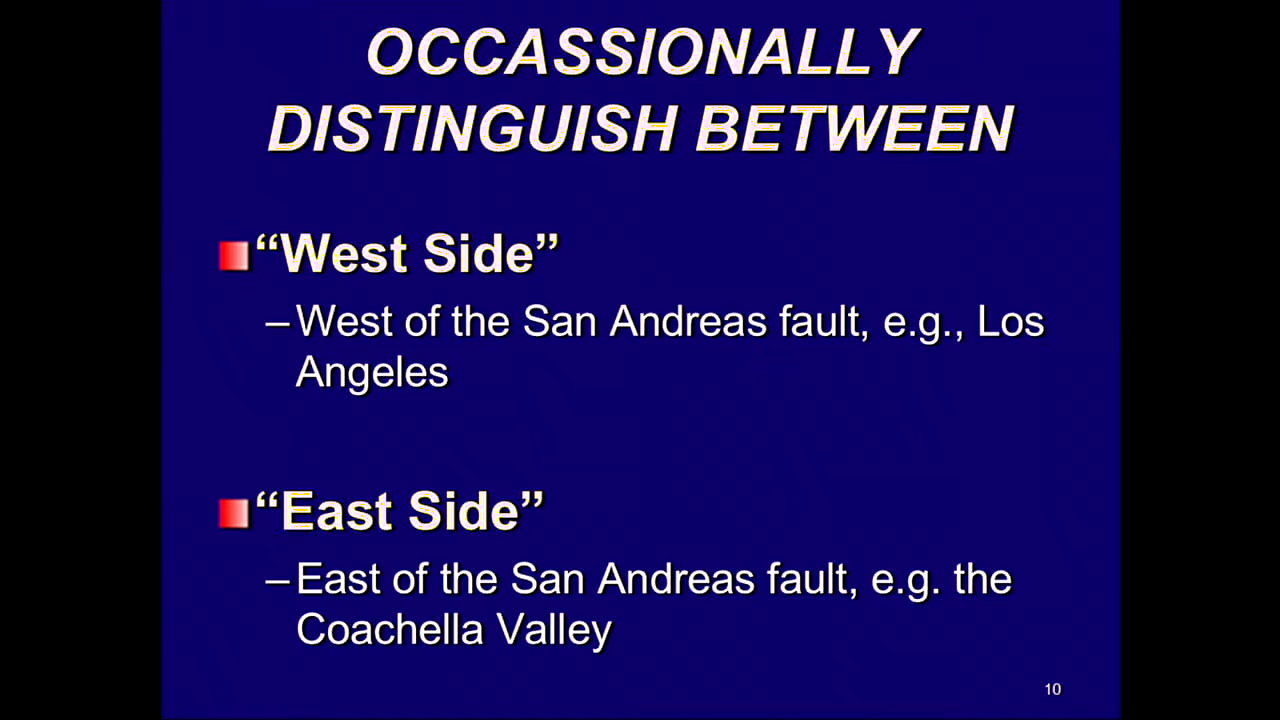 OCCASSIONALLY
DISTINGUISH BETWEEN
“West Side”
–West of the San Andreas fault, e.g., Los
Angeles
“East Side”
–East of the San Andreas fault, e.g. the
Coachella Valley
10